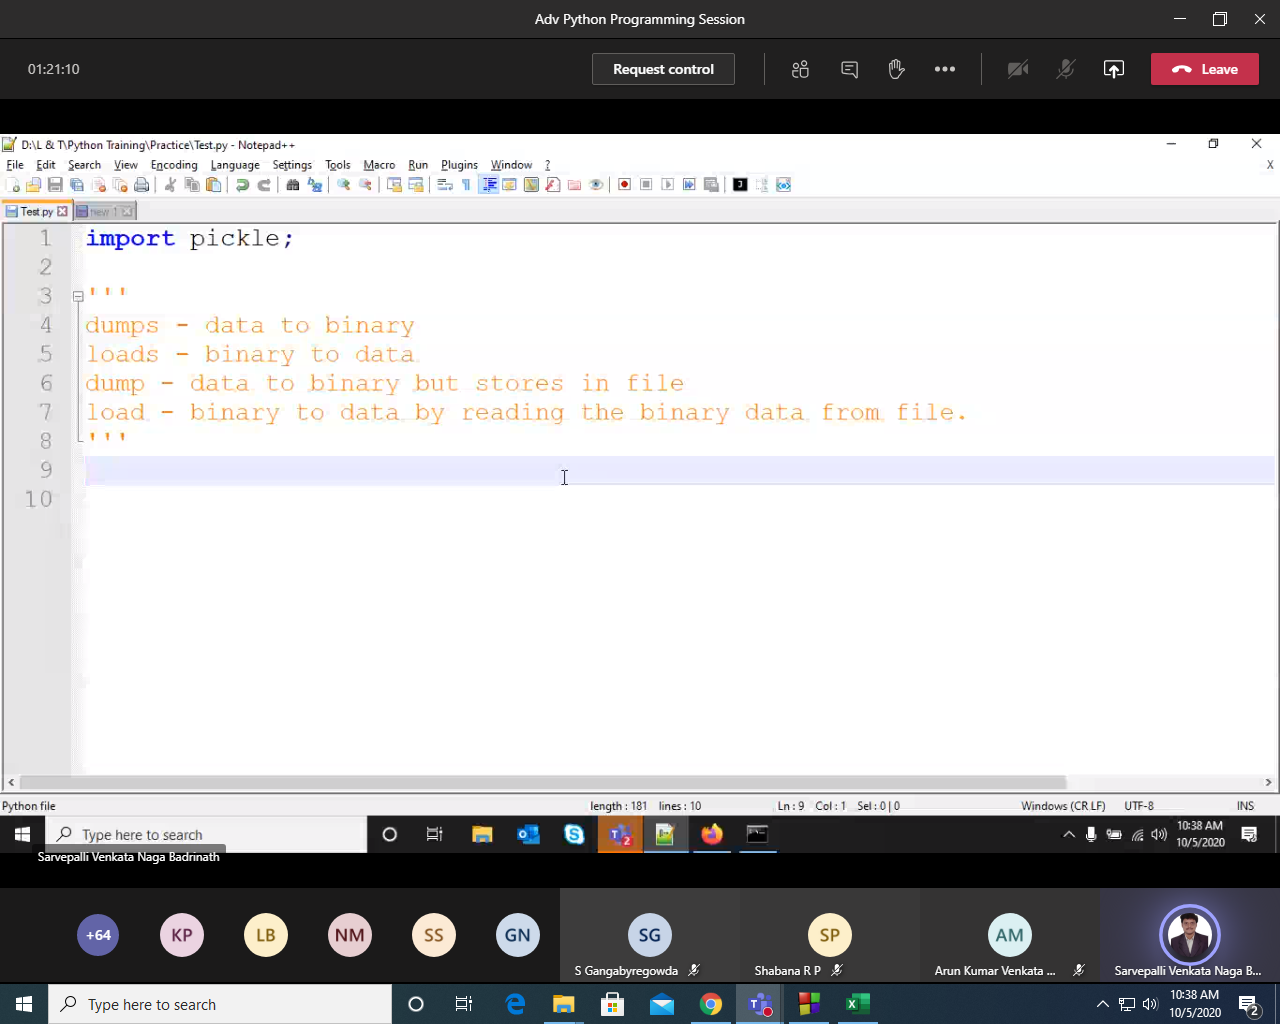 Adv Python Programming Session
01:21:10
Request control
Leave
D:\L & T\Python Training\Practice\Test.py - Notepad++
File Edit Search View Encoding Language Settings Tools Macro Run Plugins Window ?
X
Test.py new 1
1 import pickle;
2
3 '''
4 dumps - data to binary
5 loads - binary to data
6 dump - data to binary but stores in file
7 load - binary to data by reading the binary data from file.
8 '''
9
10
Python file length : 181 lines : 10 Ln : 9 Col : 1 Sel : 0 | 0 Windows (CR LF) UTF-8 INS
Type here to search
2
10:38 AM
10/5/2020
Sarvepalli Venkata Naga Badrinath
+64 KP LB NM SS GN SG SP AM
S Gangabyregowda Shabana R P Arun Kumar Venkata ... Sarvepalli Venkata Naga B...
Type here to search
10:38 AM
10/5/2020
2